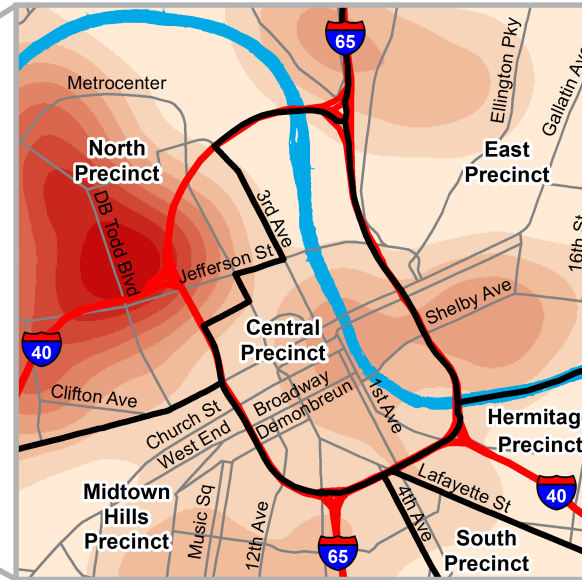 65
Ellington Pky
Gallatin Av
Metrocenter
North
Precinct
East
Precinct
DB Todd Blvd
3rd Ave
16th St
Jefferson St
Shelby Ave
Central
Precinct
40
Clifton Ave
Broadway
Demonbreun
1st Ave
Church St
West End
Hermitag
Precinct
Midtown
Hills
Precinct
Music Sq
12th Ave
4th Ave
Lafayette St
40
65
South
Precinct